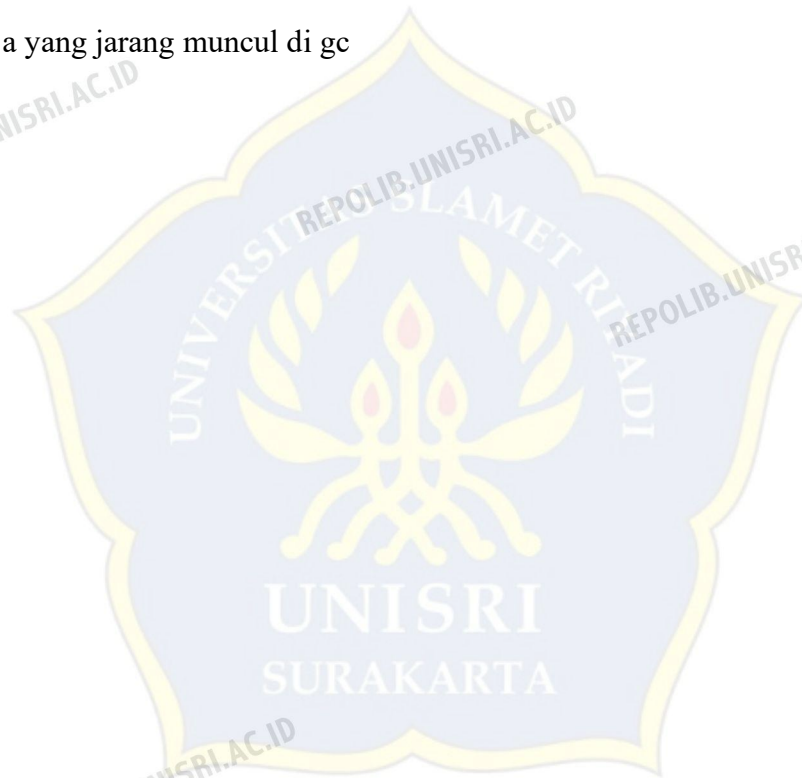 a yang jarang muncul di gc
UNISRI.AC.ID
REPOLIB.UNISRI.AC.ID
REPOLIB.UNISR
UNIVERSITAS SLAMET RIYADI
UNISRI
SURAKARTA
UNISRI.AC.ID